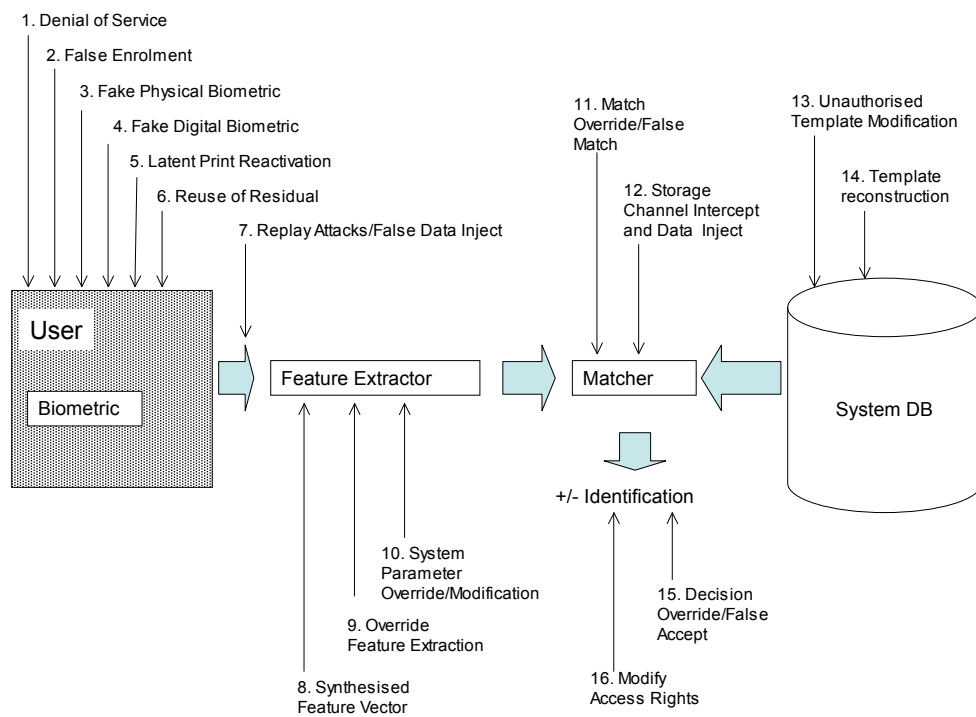 1. Denial of Service
2. False Enrolment
3. Fake Physical Biometric
4. Fake Digital Biometric
5. Latent Print Reactivation
6. Reuse of Residual
7. Replay Attacks/False Data Inject
11. Match
Override/False
Match
12. Storage
Channel Intercept
and Data Inject
13. Unauthorised
Template Modification
14. Template
reconstruction
User
Biometric
Feature Extractor
Matcher
System DB
+/- Identification
10. System
Parameter
Override/Modification
9. Override
Feature Extraction
8. Synthesised
Feature Vector
15. Decision
Override/False
Accept
16. Modify
Access Rights